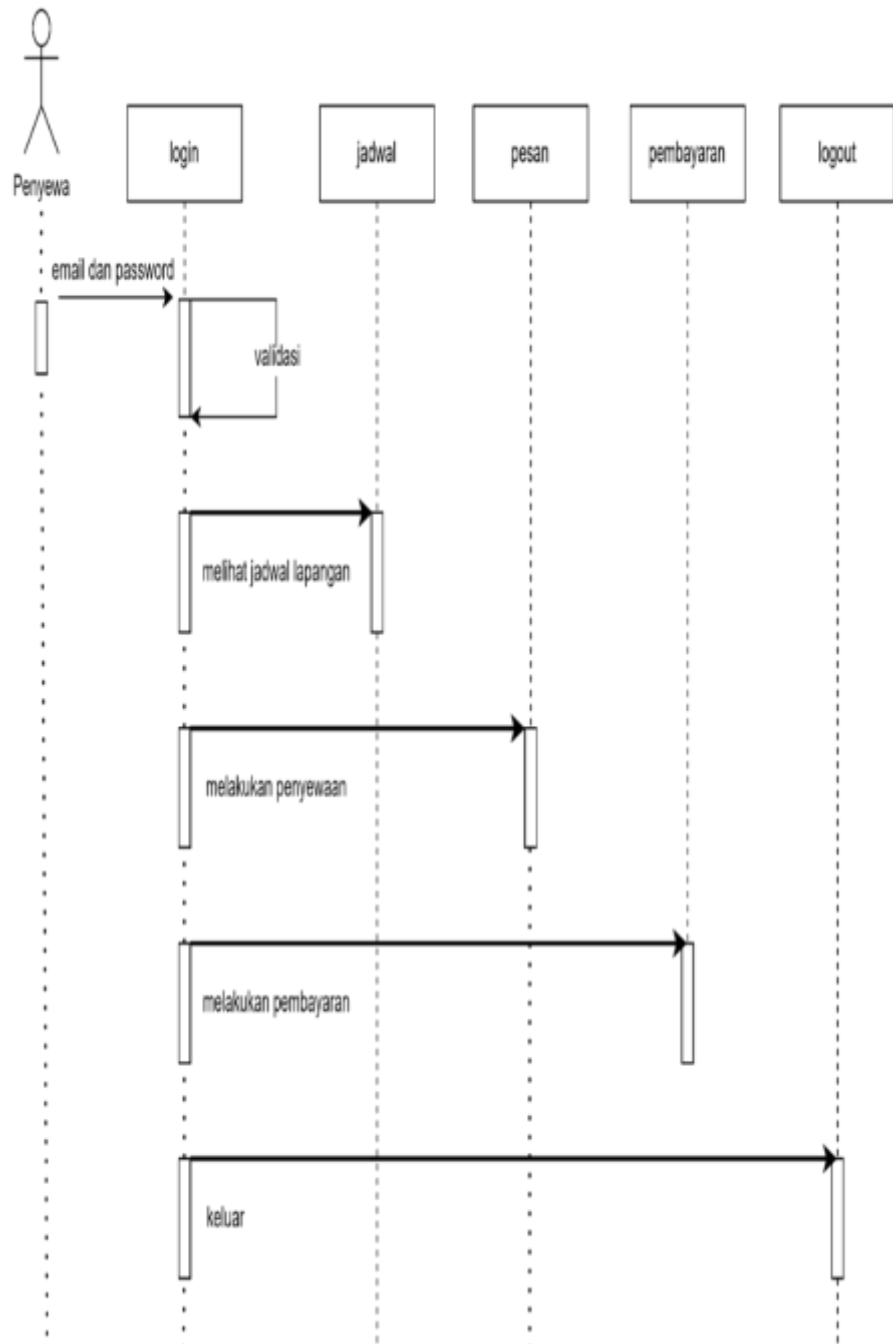 Penyewa
login
jadwal
pesan
pembayaran
logout
email dan password
validasi
melihat jadwal lapangan
melakukan penyewaan
melakukan pembayaran
keluar